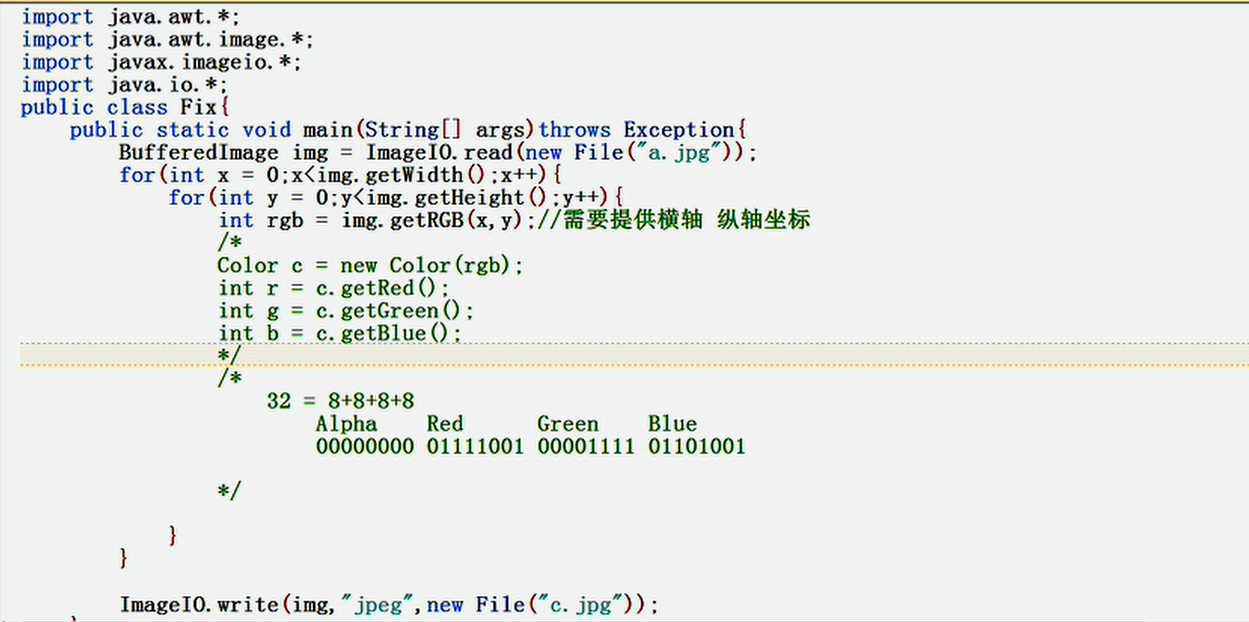 import java.awt.*;
import java.awt.image.*;
import javax.imageio.*;
import java.io.*;
public class Fix{
    public static void main(String[] args)throws Exception{
        BufferedImage img = ImageIO.read(new File("a.jpg"));
        for(int x = 0;x<img.getWidth();x++){
            for(int y = 0;y<img.getHeight();y++){
                int rgb = img.getRGB(x,y);//需要提供横轴 纵轴坐标
                /*
                Color c = new Color(rgb);
                int r = c.getRed();
                int g = c.getGreen();
                int b = c.getBlue();
                */
                /*
                    32 = 8+8+8+8
                        Alpha    Red      Green    Blue
                        00000000 01111001 00001111 01101001
                */
            }
        }
        ImageIO.write(img,"jpeg",new File("c.jpg"));